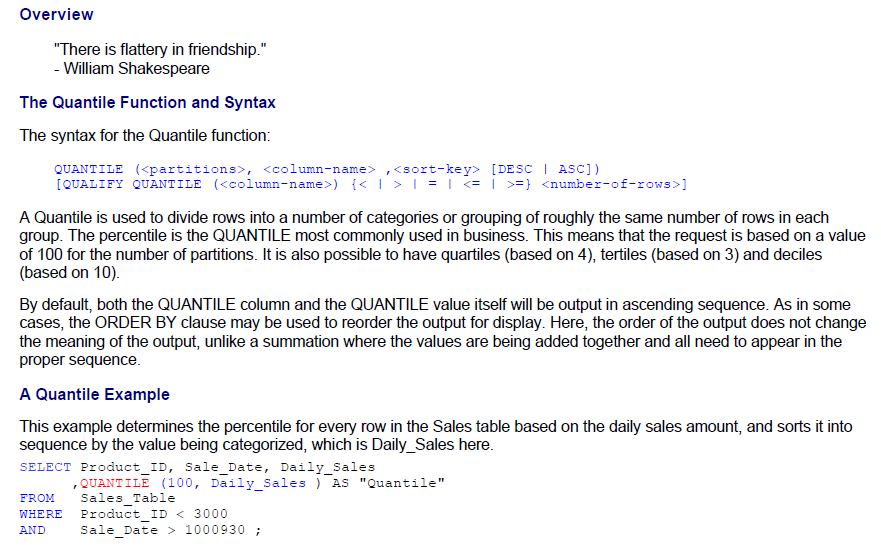 Overview
"There is flattery in friendship."
- William Shakespeare
The Quantile Function and Syntax
The syntax for the Quantile function:
QUANTILE (<partitions>, <column-name> ,<sort-key> [DESC | ASC])
[QUALIFY QUANTILE (<column-name>) {< | > | = | <= | >=} <number-of-rows>]
A Quantile is used to divide rows into a number of categories or grouping of roughly the same number of rows in each
group. The percentile is the QUANTILE most commonly used in business. This means that the request is based on a value
of 100 for the number of partitions. It is also possible to have quartiles (based on 4), tertiles (based on 3) and deciles
(based on 10).
By default, both the QUANTILE column and the QUANTILE value itself will be output in ascending sequence. As in some
cases, the ORDER BY clause may be used to reorder the output for display. Here, the order of the output does not change
the meaning of the output, unlike a summation where the values are being added together and all need to appear in the
proper sequence.
A Quantile Example
This example determines the percentile for every row in the Sales table based on the daily sales amount, and sorts it into
sequence by the value being categorized, which is Daily_Sales here.
SELECT Product_ID, Sale_Date, Daily_Sales
,QUANTILE (100, Daily_Sales ) AS "Quantile"
FROM Sales_Table
WHERE Product_ID < 3000
AND Sale_Date > 1000930 ;